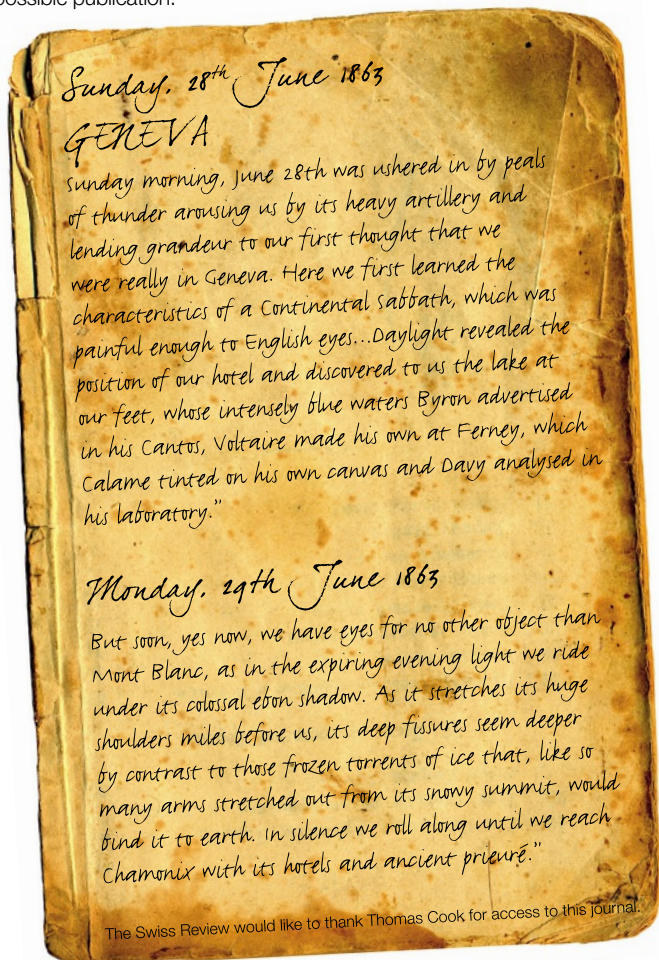 possible publication.
Sunday. 28th June 1863
GENEVA
Sunday morning, June 28th was ushered in by peals
of thunder arousing us by its heavy artillery and
lending grandeur to our first thought that we
were really in Geneva. Here we first learned the
characteristics of a Continental Sabbath, which was
painful enough to English eyes...Daylight revealed the
position of our hotel and discovered to us the lake at
our feet, whose intensely blue waters Byron advertised
in his Cantos, Voltaire made his own at Ferney, which
Calame tinted on his own canvas and Davy analysed in
his laboratory.”
Monday. 29th June 1863
But soon, yes now, we have eyes for no other object than
Mont Blanc, as in the expiring evening light we ride
under its colossal ebon shadow. As it stretches its huge
shoulders miles before us, its deep fissures seem deeper
by contrast to those frozen torrents of ice that, like so
many arms stretched out from its snowy summit, would
bind it to earth. In silence we roll along until we reach
Chamonix with its hotels and ancient prieuré.”
The Swiss Review would like to thank Thomas Cook for access to this journal.